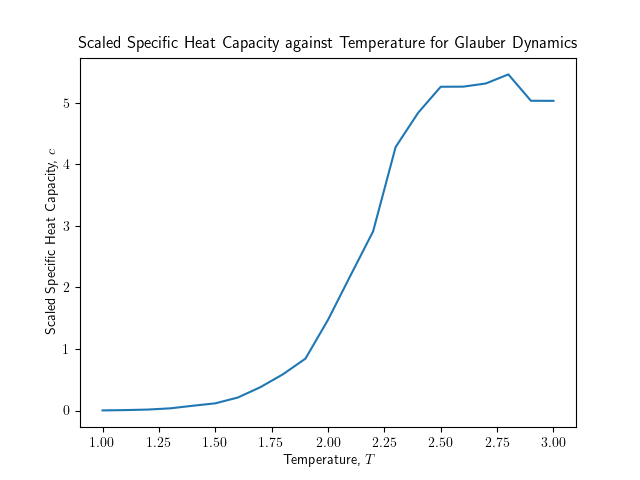 Scaled Specific Heat Capacity against Temperature for Glauber Dynamics
Scaled Specific Heat Capacity, c
5
4
3
2
1
0
1.00 1.25 1.50 1.75 2.00 2.25 2.50 2.75 3.00
Temperature, T